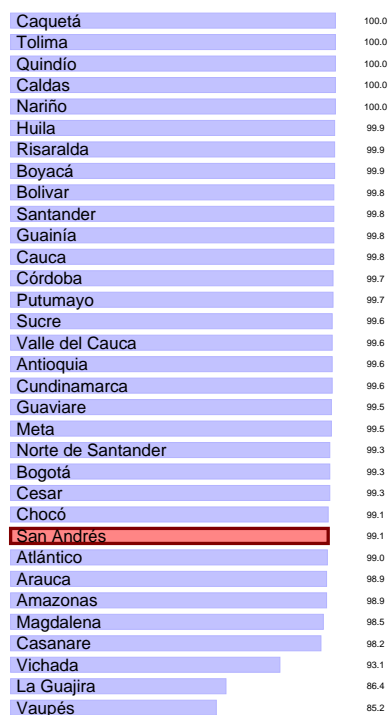 Caquetá 100.0
Tolima 100.0
Quindío 100.0
Caldas 100.0
Nariño 100.0
Huila 99.9
Risaralda 99.9
Boyacá 99.9
Bolivar 99.8
Santander 99.8
Guainía 99.8
Cauca 99.8
Córdoba 99.7
Putumayo 99.7
Sucre 99.6
Valle del Cauca 99.6
Antioquia 99.6
Cundinamarca 99.6
Guaviare 99.5
Meta 99.5
Norte de Santander 99.3
Bogotá 99.3
Cesar 99.3
Chocó 99.1
San Andrés 99.1
Atlántico 99.0
Arauca 98.9
Amazonas 98.9
Magdalena 98.5
Casanare 98.2
Vichada 93.1
La Guajira 86.4
Vaupés 85.2